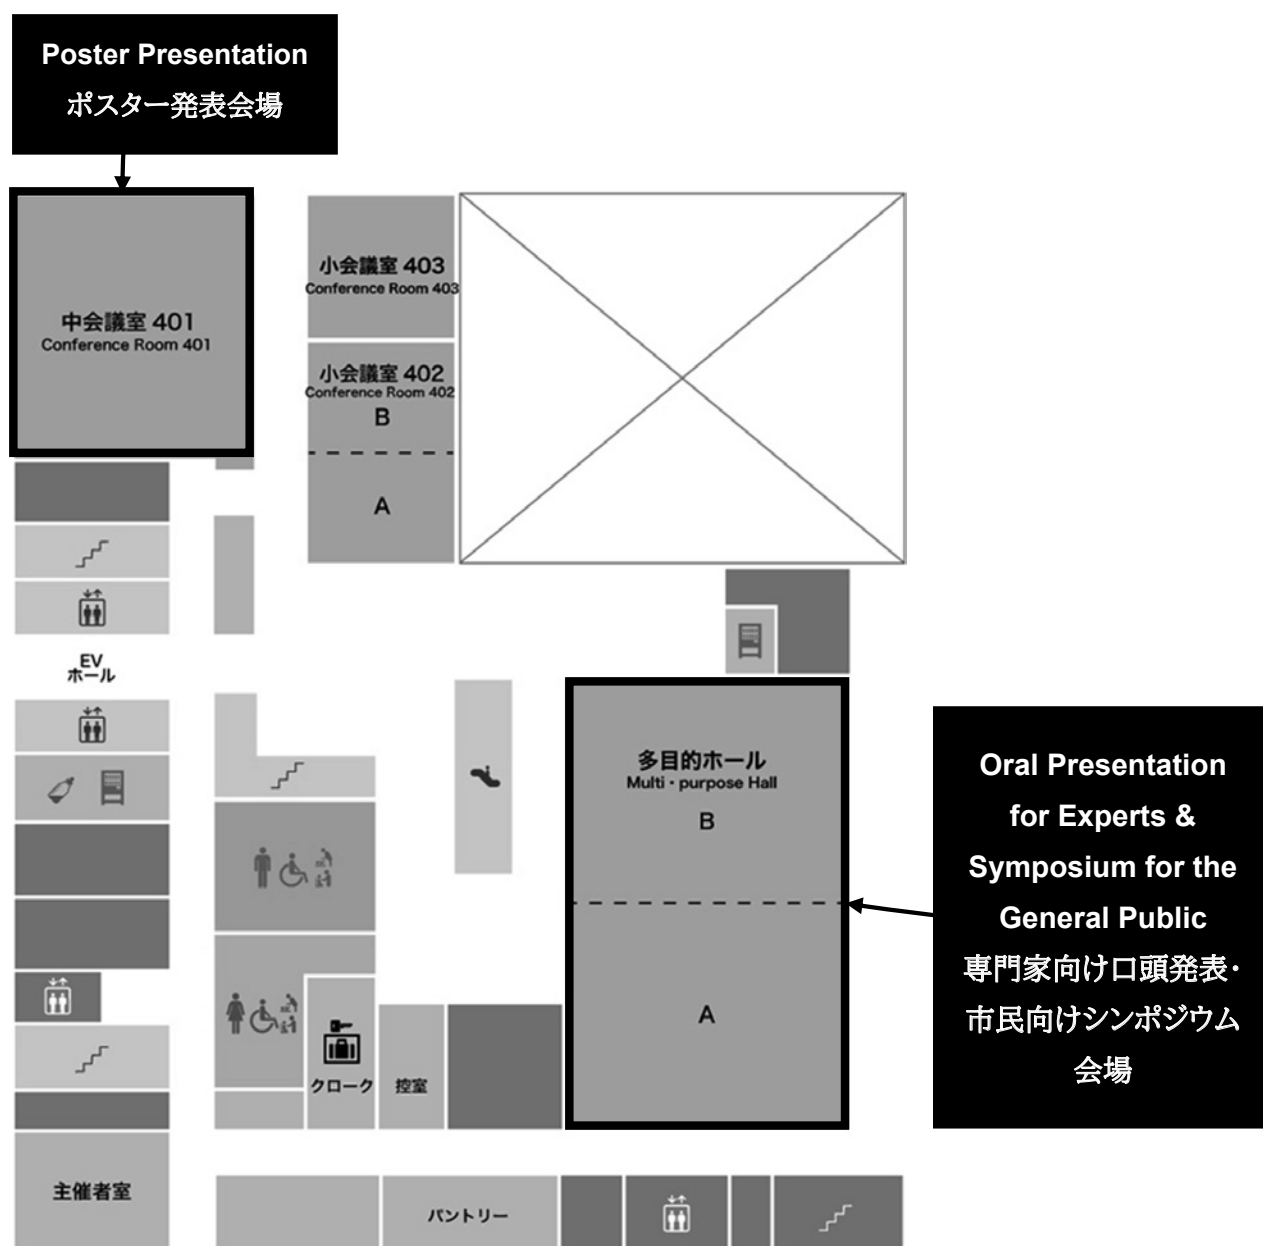 Poster Presentation
ポスター発表会場
小会議室 403
Conference Room 403
中会議室 401
Conference Room 401
小会議室 402
Conference Room 402
B
A
EV
ホール
多目的ホール
Multi・purpose Hall
B
A
Oral Presentation
for Experts &
Symposium for the
General Public
専門家向け口頭発表・
市民向けシンポジウム
会場
クローク
控室
主催者室
パントリー